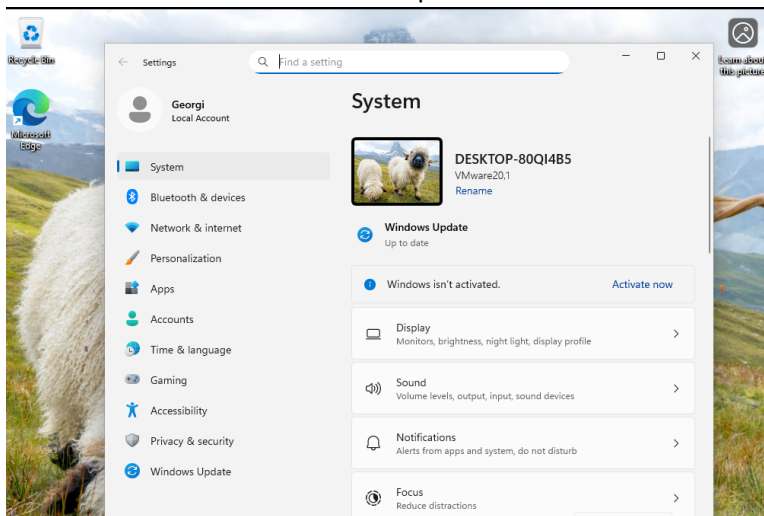 Recycle Bin
Learn about
this picture
Microsoft
Edge
Settings
Find a setting
Georgi
Local Account
System
Bluetooth & devices
Network & internet
Personalization
Apps
Accounts
Time & language
Gaming
Accessibility
Privacy & security
Windows Update
System
DESKTOP-80QI4B5
VMware20,1
Rename
Windows Update
Up to date
Windows isn't activated.
Activate now
Display
Monitors, brightness, night light, display profile
Sound
Volume levels, output, input, sound devices
Notifications
Alerts from apps and system, do not disturb
Focus
Reduce distractions